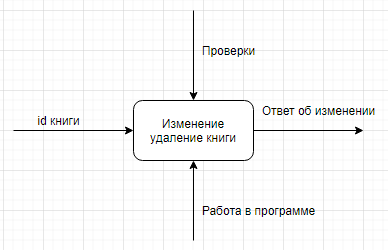 Проверки
id книги
Изменение
удаление книги
Ответ об изменении
Работа в программе